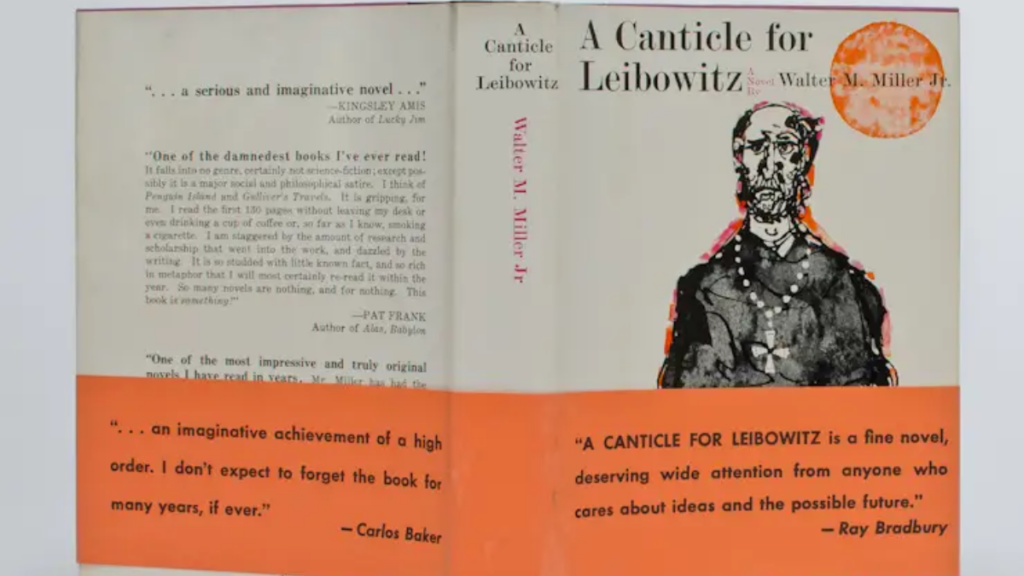 “. . . a serious and imaginative novel . . .”
—KINGSLEY AMIS
Author of Lucky Jim
“One of the damnedest books I've ever read!
It falls into no genre, certainly not science-fiction; except pos-
sibly it is a major social and philosophical satire. I think of
Penguin Island and Gulliver's Travels. It is gripping, for
me. I read the first 150 pages without leaving my desk or
even drinking a cup of coffee or, so far as I know, smoking
a cigarette. I am staggered by the amount of research and
scholarship that went into the work, and dazzled by the
writing. It is so studded with little known fact, and so rich
in metaphor that I will most certainly re-read it within the
year. So many novels are nothing, and for nothing. This
book is something!”
—PAT FRANK
Author of Alas, Babylon
“One of the most impressive and truly original
novels I have read in years. Mr. Miller has had the
“. . . an imaginative achievement of a high
order. I don't expect to forget the book for
many years, if ever.”
— Carlos Baker
A
Canticle
for
Leibowitz
Walter M. Miller Jr
A Canticle for
Leibowitz A Novel By Walter M. Miller Jr.
“A CANTICLE FOR LEIBOWITZ is a fine novel,
deserving wide attention from anyone who
cares about ideas and the possible future.”
— Ray Bradbury